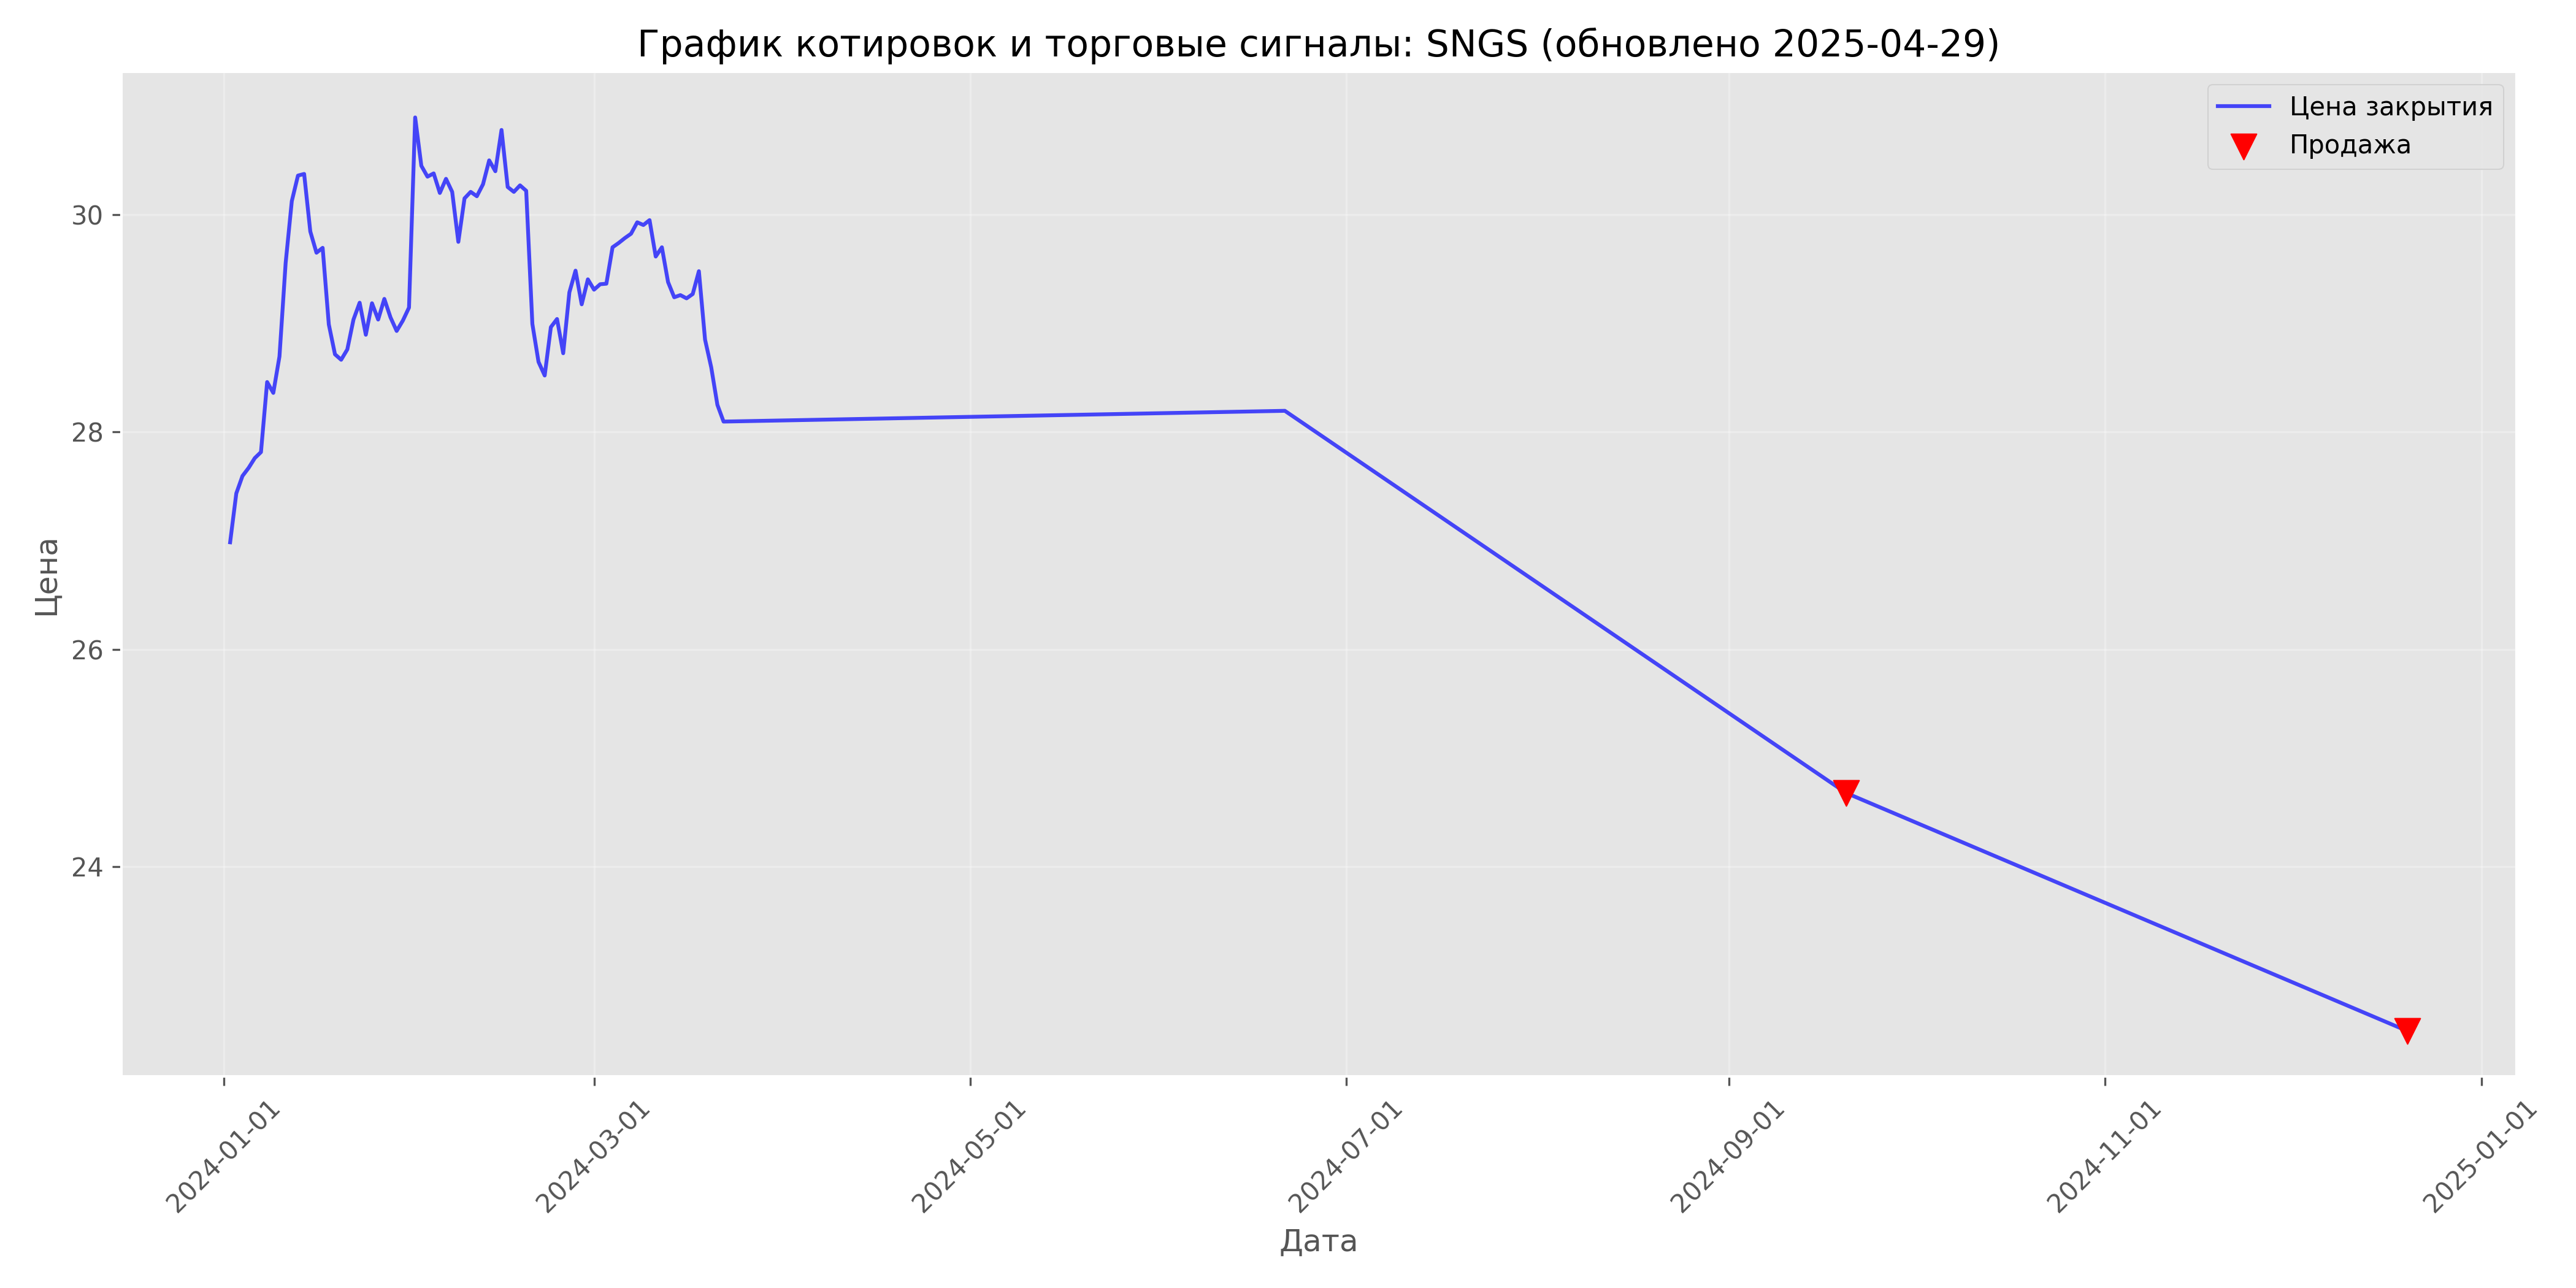 График котировок и торговые сигналы: SNGS (обновлено 2025-04-29)
Цена закрытия
Продажа
30
28
26
24
Цена
2024-01-01
2024-03-01
2024-05-01
2024-07-01
2024-09-01
2024-11-01
2025-01-01
Дата